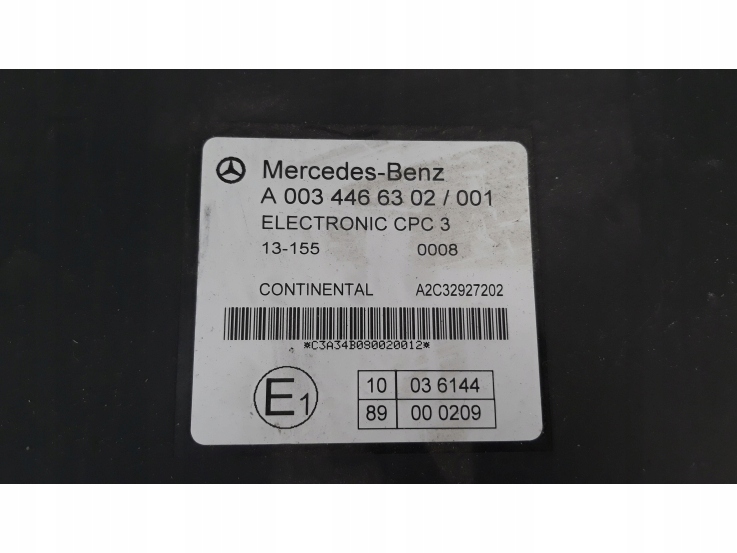 Mercedes-Benz
A 003 446 63 02 / 001
ELECTRONIC CPC 3
13-155 0008
CONTINENTAL A2C32927202
*C3A34B090020012*
E1
10 03 6144
89 00 0209